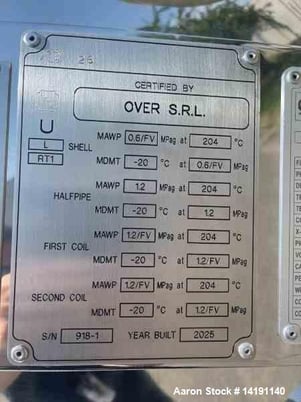 CERTIFIED BY
OVER S.R.L.
U
L SHELL MAWP 0.6/FV MPag at 204 °C
RT1 MDMT -20 °C at 0.6/FV MPag
HALFPIPE MAWP 1.2 MPag at 204 °C
MDMT -20 °C at 1.2 MPag
FIRST COIL MAWP 1.2/FV MPag at 204 °C
MDMT -20 °C at 1.2/FV MPag
SECOND COIL MAWP 1.2/FV MPag at 204 °C
MDMT -20 °C at 1.2/FV MPag
S/N 918-1 YEAR BUILT 2025
Aaron Stock # 14191140